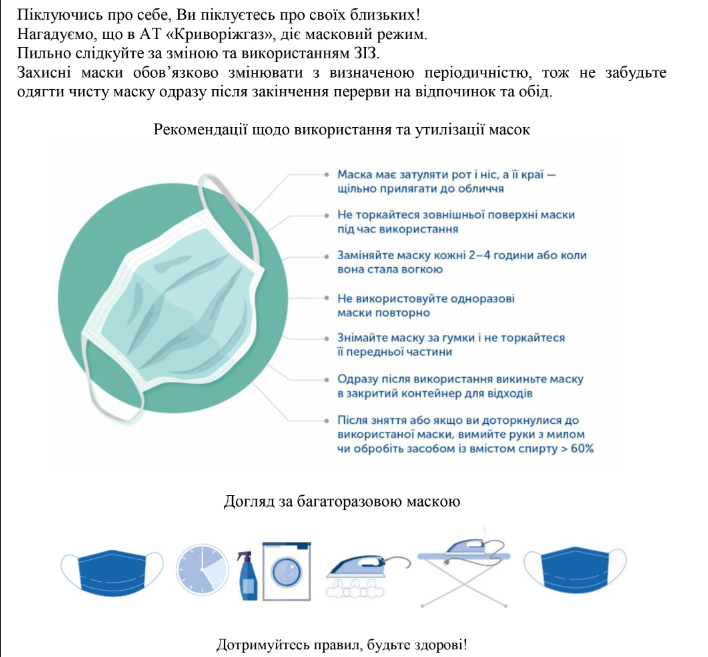 Піклуючись про себе, Ви піклуєтесь про своїх близьких!
Нагадуємо, що в АТ «Криворіжгаз», діє масковий режим.
Пильно слідкуйте за зміною та використанням ЗІЗ.
Захисні маски обов’язково змінювати з визначеною періодичністю, тож не забудьте
одягти чисту маску одразу після закінчення перерви на відпочинок та обід.
Рекомендації щодо використання та утилізації масок
Маска має затуляти рот і ніс, а її краї —
щільно прилягати до обличчя
Не торкайтеся зовнішньої поверхні маски
під час використання
Заміняйте маску кожні 2–4 години або коли
вона стала вогкою
Не використовуйте одноразові
маски повторно
Знімайте маску за гумки і не торкайтеся
її передньої частини
Одразу після використання викиньте маску
в закритий контейнер для відходів
Після зняття або якщо ви доторкнулися до
використаної маски, вимийте руки з милом
чи обробіть засобом із вмістом спирту > 60%
Догляд за багаторазовою маскою
Дотримуйтесь правил, будьте здорові!